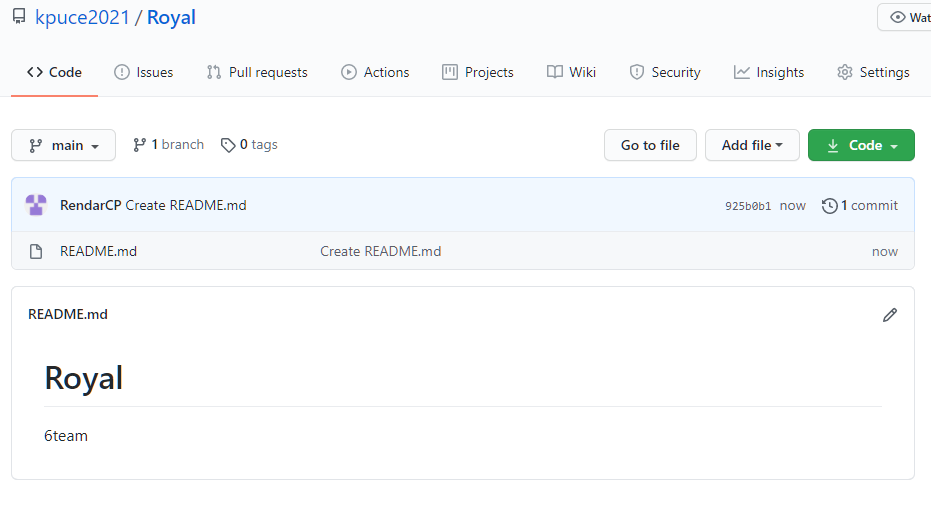 kpuce2021 / Royal
Wat
Code Issues Pull requests Actions Projects Wiki Security Insights Settings
main 1 branch 0 tags Go to file Add file Code
RendarCP Create README.md 925b0b1 now 1 commit
README.md Create README.md now
README.md
Royal
6team